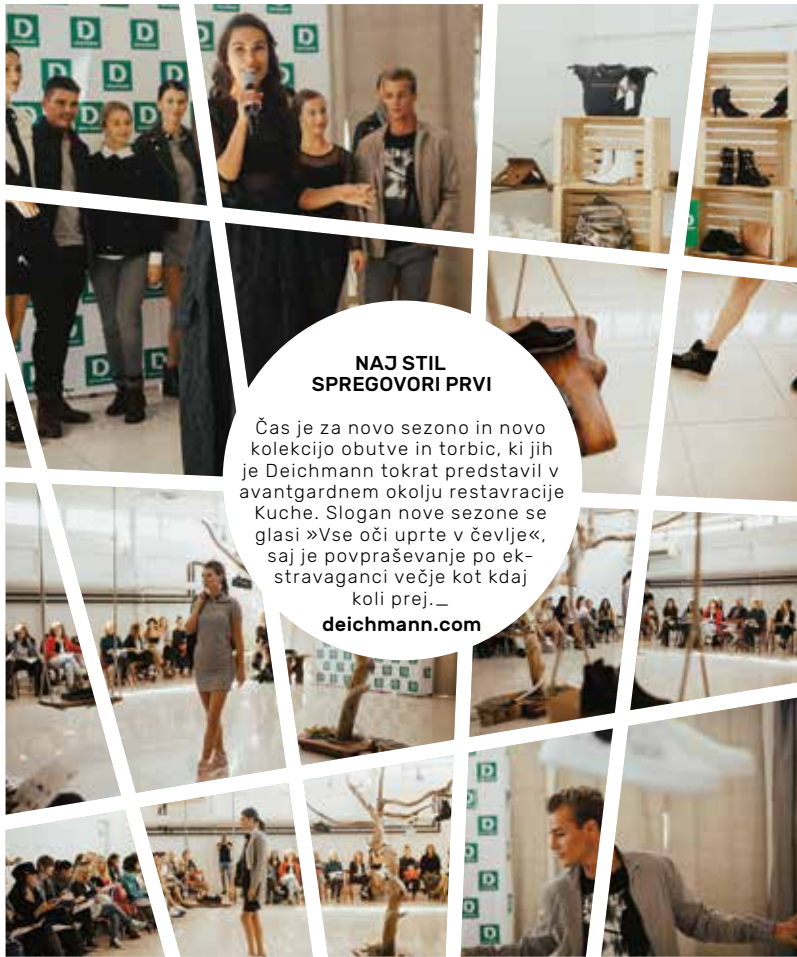 D
D
D
D
D
D
D
NAJ STIL
SPREGOVORI PRVI
Čas je za novo sezono in novo
kolekcijo obutve in torbic, ki jih
je Deichmann tokrat predstavil v
avantgardnem okolju restavracije
Kuche. Slogan nove sezone se
glasi »Vse oči uprte v čevlje«,
saj je povpraševanje po ek-
stravaganci večje kot kdaj
koli prej._
deichmann.com
D
D
D
D